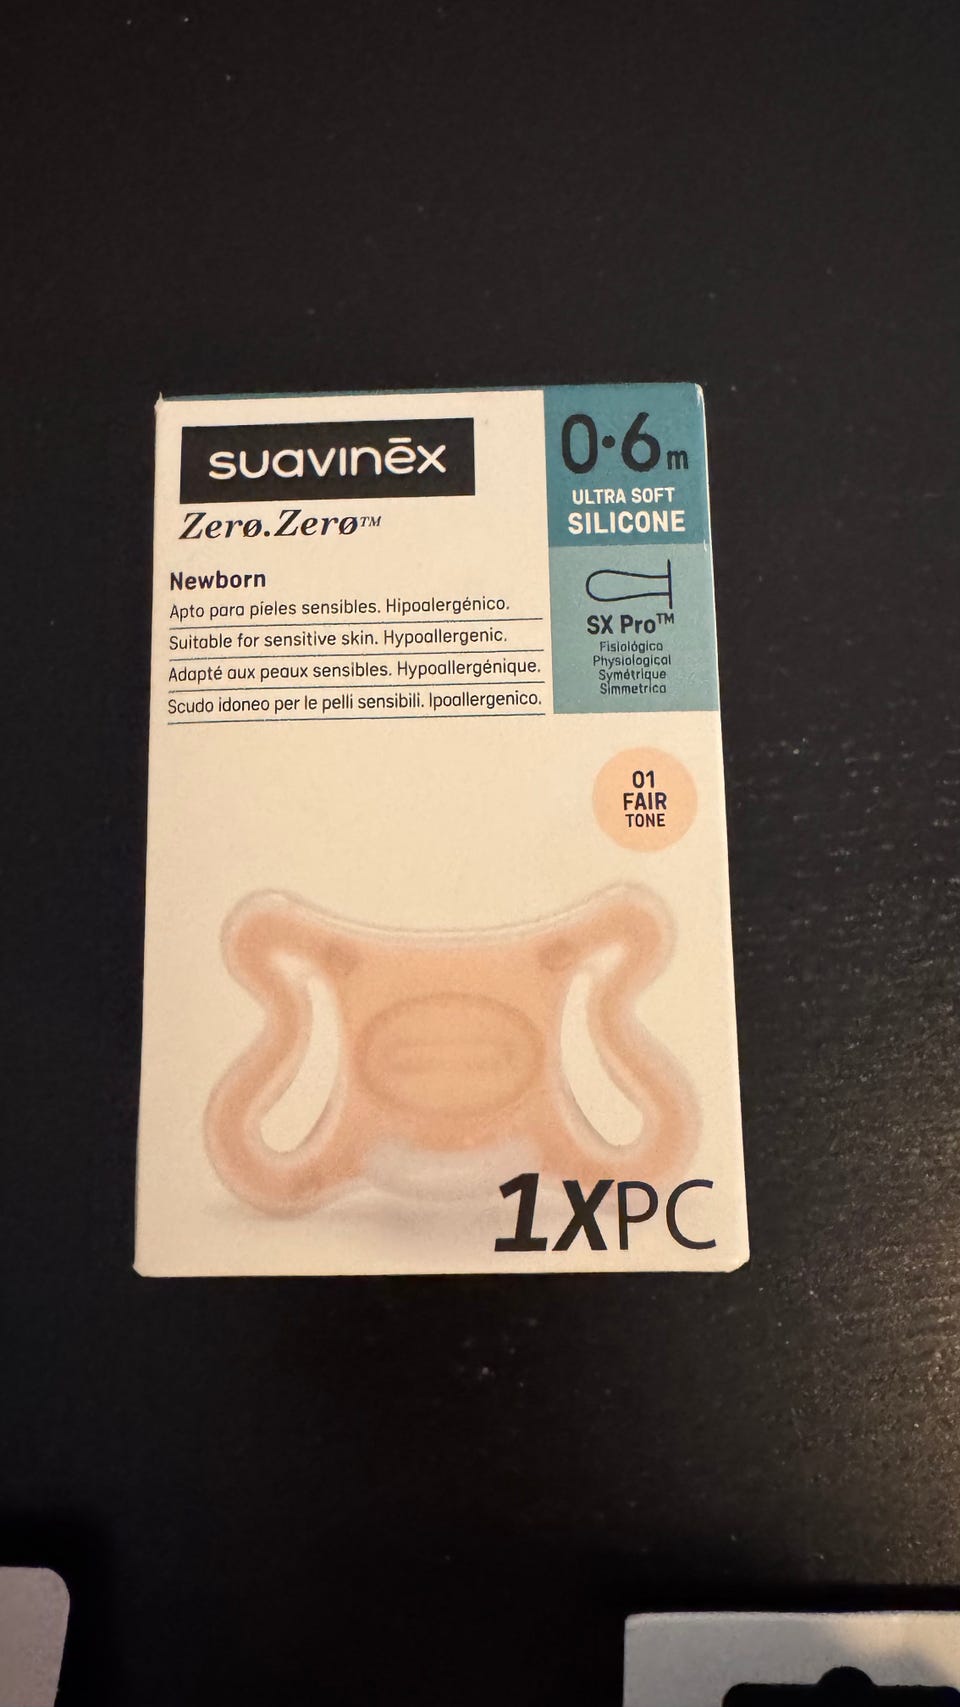 suavinēx
Zerø.Zerø™
Newborn
Apto para pieles sensibles. Hipoalergénico.
Suitable for sensitive skin. Hypoallergenic.
Adapté aux peaux sensibles. Hypoallergénique.
Scudo idoneo per le pelli sensibili. Ipoallergenico.
0•6m
ULTRA SOFT
SILICONE
SX Pro™
Fisiológica
Physiological
Symétrique
Simmetrica
01
FAIR
TONE
1XPC